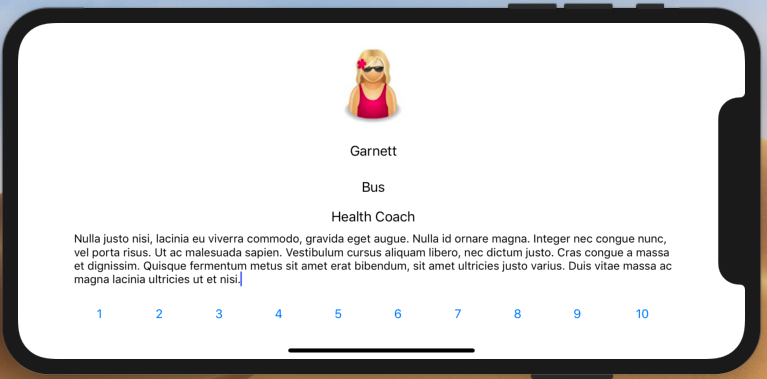 Garnett
Bus
Health Coach
Nulla justo nisi, lacinia eu viverra commodo, gravida eget augue. Nulla id ornare magna. Integer nec congue nunc,
vel porta risus. Ut ac malesuada sapien. Vestibulum cursus aliquam libero, nec dictum justo. Cras congue a massa
et dignissim. Quisque fermentum metus sit amet erat bibendum, sit amet ultricies justo varius. Duis vitae massa ac
magna lacinia ultricies ut et nisi.
1 2 3 4 5 6 7 8 9 10